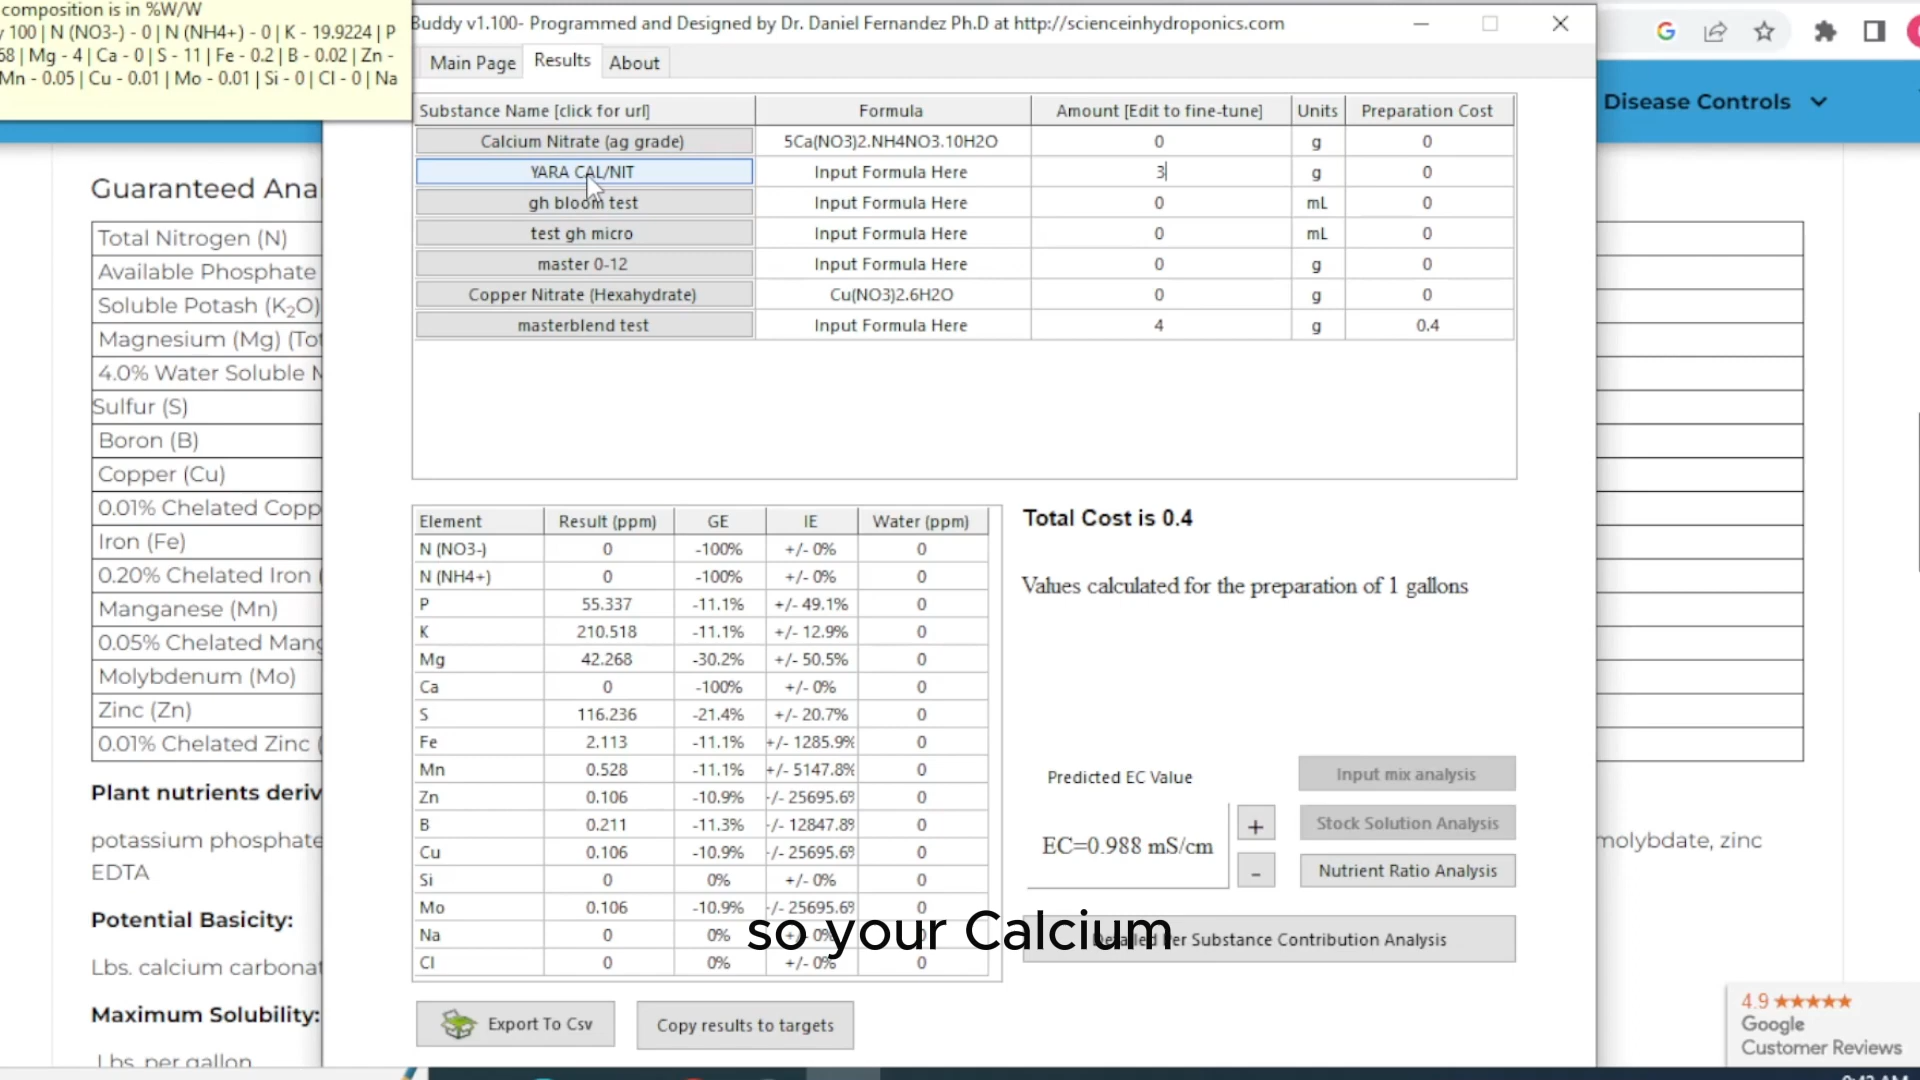 composition is in %W/W
y 100 | N (NO3-) - 0 | N (NH4+) - 0 | K - 19.9224 | P
58 | Mg - 4 | Ca - 0 | S - 11 | Fe - 0.2 | B - 0.02 | Zn -
Mn - 0.05 | Cu - 0.01 | Mo - 0.01 | Si - 0 | Cl - 0 | Na
Buddy v1.100- Programmed and Designed by Dr. Daniel Fernandez Ph.D at http://scienceinhydroponics.com
Main Page Results About
Disease Controls
Substance Name [click for url] Formula Amount [Edit to fine-tune] Units Preparation Cost
Calcium Nitrate (ag grade) 5Ca(NO3)2.NH4NO3.10H2O 0 g 0
YARA CAL/NIT Input Formula Here 3 g 0
gh bloom test Input Formula Here 0 mL 0
test gh micro Input Formula Here 0 mL 0
master 0-12 Input Formula Here 0 g 0
Copper Nitrate (Hexahydrate) Cu(NO3)2.6H2O 0 g 0
masterblend test Input Formula Here 4 g 0.4
Guaranteed Ana
Total Nitrogen (N)
Available Phosphate
Soluble Potash (K2O)
Magnesium (Mg) (Tot
4.0% Water Soluble M
Sulfur (S)
Boron (B)
Copper (Cu)
0.01% Chelated Copp
Iron (Fe)
0.20% Chelated Iron (
Manganese (Mn)
0.05% Chelated Mang
Molybdenum (Mo)
Zinc (Zn)
0.01% Chelated Zinc (
Plant nutrients deriv
potassium phosphate
molybdate, zinc
EDTA
Potential Basicity:
Lbs. calcium carbonat
Maximum Solubility:
Lbs. per gallon
Element Result (ppm) GE IE Water (ppm)
N (NO3-) 0 -100% +/- 0% 0
N (NH4+) 0 -100% +/- 0% 0
P 55.337 -11.1% +/- 49.1% 0
K 210.518 -11.1% +/- 12.9% 0
Mg 42.268 -30.2% +/- 50.5% 0
Ca 0 -100% +/- 0% 0
S 116.236 -21.4% +/- 20.7% 0
Fe 2.113 -11.1% +/- 1285.9% 0
Mn 0.528 -11.1% +/- 5147.8% 0
Zn 0.106 -10.9% -/- 25695.6% 0
B 0.211 -11.3% -/- 12847.8% 0
Cu 0.106 -10.9% -/- 25695.6% 0
Si 0 0% +/- 0% 0
Mo 0.106 -10.9% -/- 25695.6% 0
Na 0 0% +/- 0% 0
Cl 0 0% +/- 0% 0
Total Cost is 0.4
Values calculated for the preparation of 1 gallons
Predicted EC Value
EC=0.988 mS/cm
+
-
Input mix analysis
Stock Solution Analysis
Nutrient Ratio Analysis
Detailed Per Substance Contribution Analysis
so your Calcium
Export To Csv Copy results to targets
4.9 ★★★★★
Google
Customer Reviews